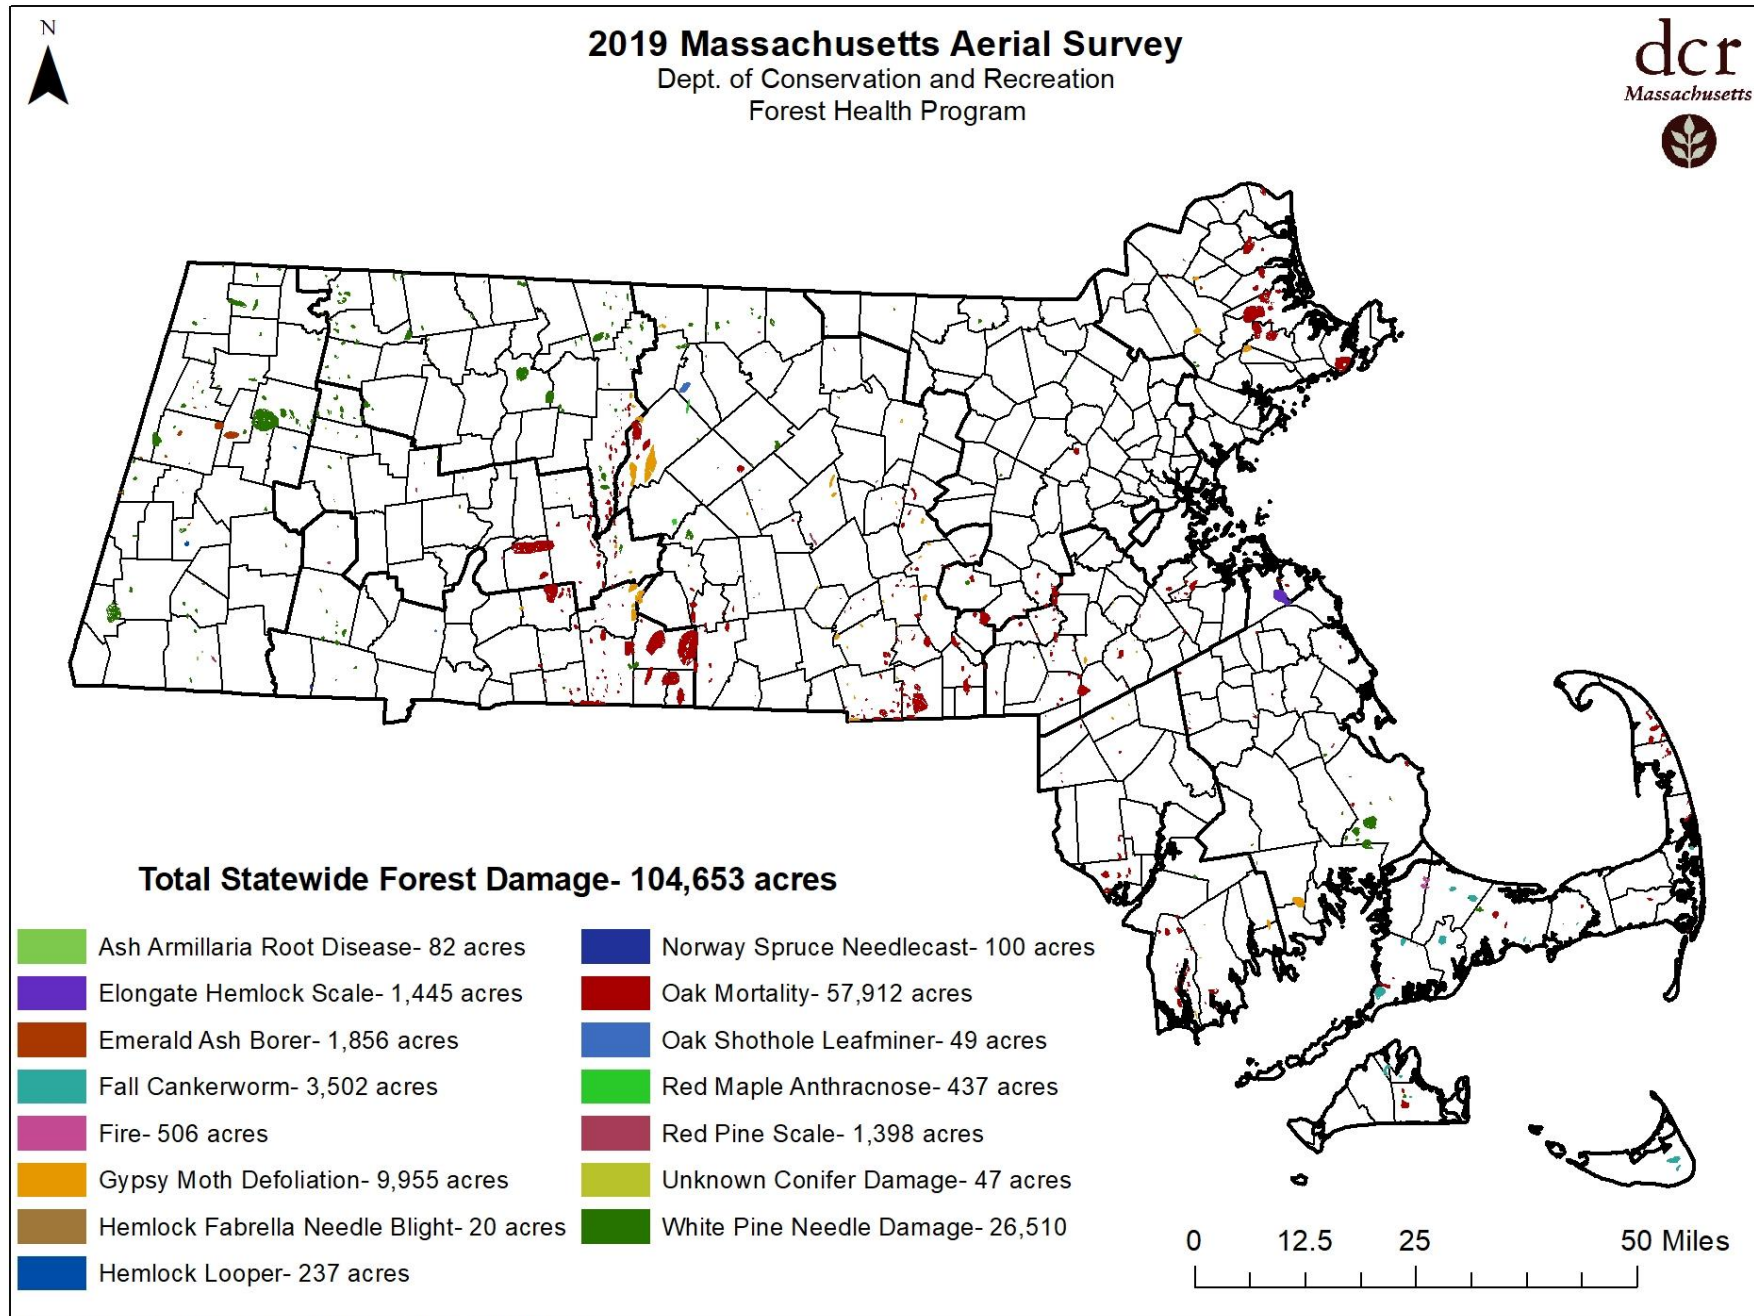 N
2019 Massachusetts Aerial Survey
Dept. of Conservation and Recreation
Forest Health Program
dcr
Massachusetts
Total Statewide Forest Damage- 104,653 acres
Ash Armillaria Root Disease- 82 acres
Elongate Hemlock Scale- 1,445 acres
Emerald Ash Borer- 1,856 acres
Fall Cankerworm- 3,502 acres
Fire- 506 acres
Gypsy Moth Defoliation- 9,955 acres
Hemlock Fabrella Needle Blight- 20 acres
Hemlock Looper- 237 acres
Norway Spruce Needlecast- 100 acres
Oak Mortality- 57,912 acres
Oak Shothole Leafminer- 49 acres
Red Maple Anthracnose- 437 acres
Red Pine Scale- 1,398 acres
Unknown Conifer Damage- 47 acres
White Pine Needle Damage- 26,510
0 12.5 25 50 Miles